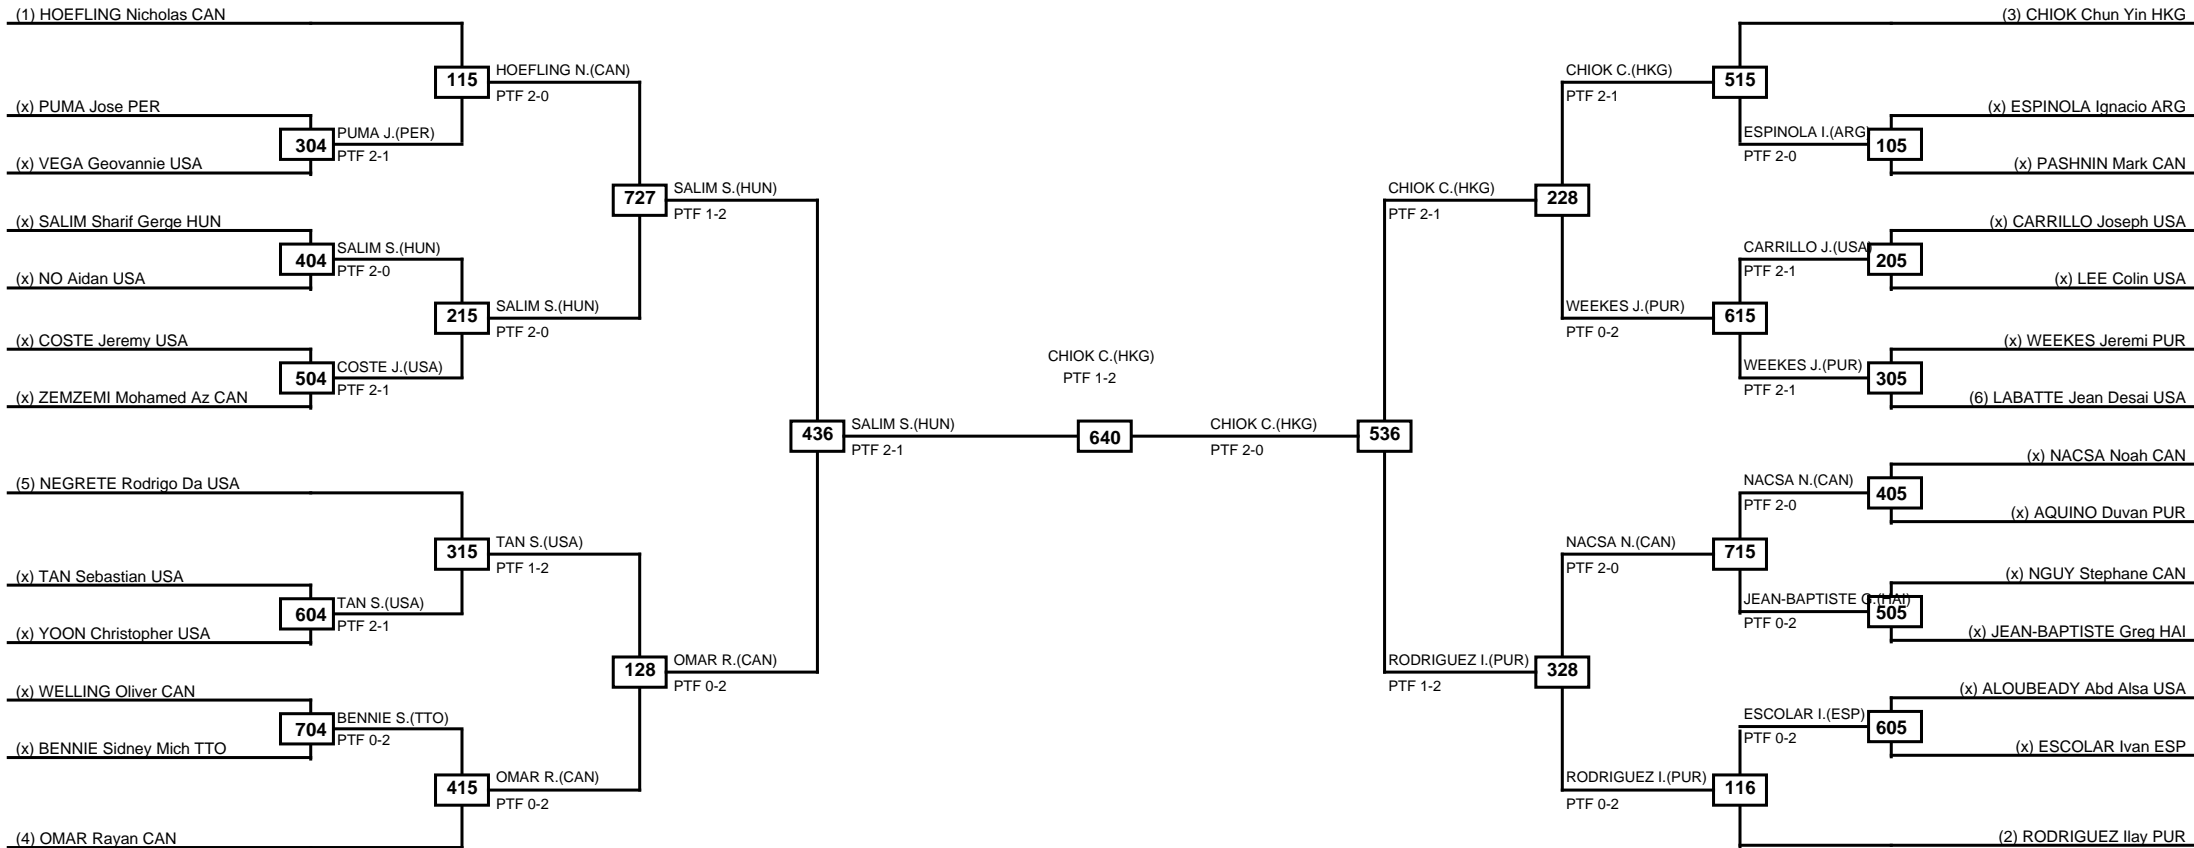 (1) HOEFLING Nicholas CAN
115
HOEFLING N.(CAN)
PTF 2-0
(x) PUMA Jose PER
304
PUMA J.(PER)
PTF 2-1
(x) VEGA Geovannie USA
727
SALIM S.(HUN)
PTF 1-2
(x) SALIM Sharif Gerge HUN
404
SALIM S.(HUN)
PTF 2-0
(x) NO Aidan USA
215
SALIM S.(HUN)
PTF 2-0
(x) COSTE Jeremy USA
504
COSTE J.(USA)
PTF 2-1
(x) ZEMZEMI Mohamed Az CAN
436
SALIM S.(HUN)
PTF 2-1
(5) NEGRETE Rodrigo Da USA
315
TAN S.(USA)
PTF 1-2
(x) TAN Sebastian USA
604
TAN S.(USA)
PTF 2-1
(x) YOON Christopher USA
128
OMAR R.(CAN)
PTF 0-2
(x) WELLING Oliver CAN
704
BENNIE S.(TTO)
PTF 0-2
(x) BENNIE Sidney Mich TTO
415
OMAR R.(CAN)
PTF 0-2
(4) OMAR Rayan CAN
CHIOK C.(HKG)
PTF 1-2
640
CHIOK C.(HKG)
PTF 2-0
536
(3) CHIOK Chun Yin HKG
CHIOK C.(HKG)
PTF 2-1
515
(x) ESPINOLA Ignacio ARG
ESPINOLA I.(ARG)
PTF 2-0
105
(x) PASHNIN Mark CAN
CHIOK C.(HKG)
PTF 2-1
228
(x) CARRILLO Joseph USA
CARRILLO J.(USA)
PTF 2-1
205
(x) LEE Colin USA
WEEKES J.(PUR)
PTF 0-2
615
(x) WEEKES Jeremi PUR
WEEKES J.(PUR)
PTF 2-1
305
(6) LABATTE Jean Desai USA
(x) NACSA Noah CAN
NACSA N.(CAN)
PTF 2-0
405
(x) AQUINO Duvan PUR
NACSA N.(CAN)
PTF 2-0
715
(x) NGUY Stephane CAN
JEAN-BAPTISTE G.(HAI)
PTF 0-2
505
(x) JEAN-BAPTISTE Greg HAI
RODRIGUEZ I.(PUR)
PTF 1-2
328
(x) ALOUBEADY Abd Alsa USA
ESCOLAR I.(ESP)
PTF 0-2
605
(x) ESCOLAR Ivan ESP
RODRIGUEZ I.(PUR)
PTF 0-2
116
(2) RODRIGUEZ Ilay PUR